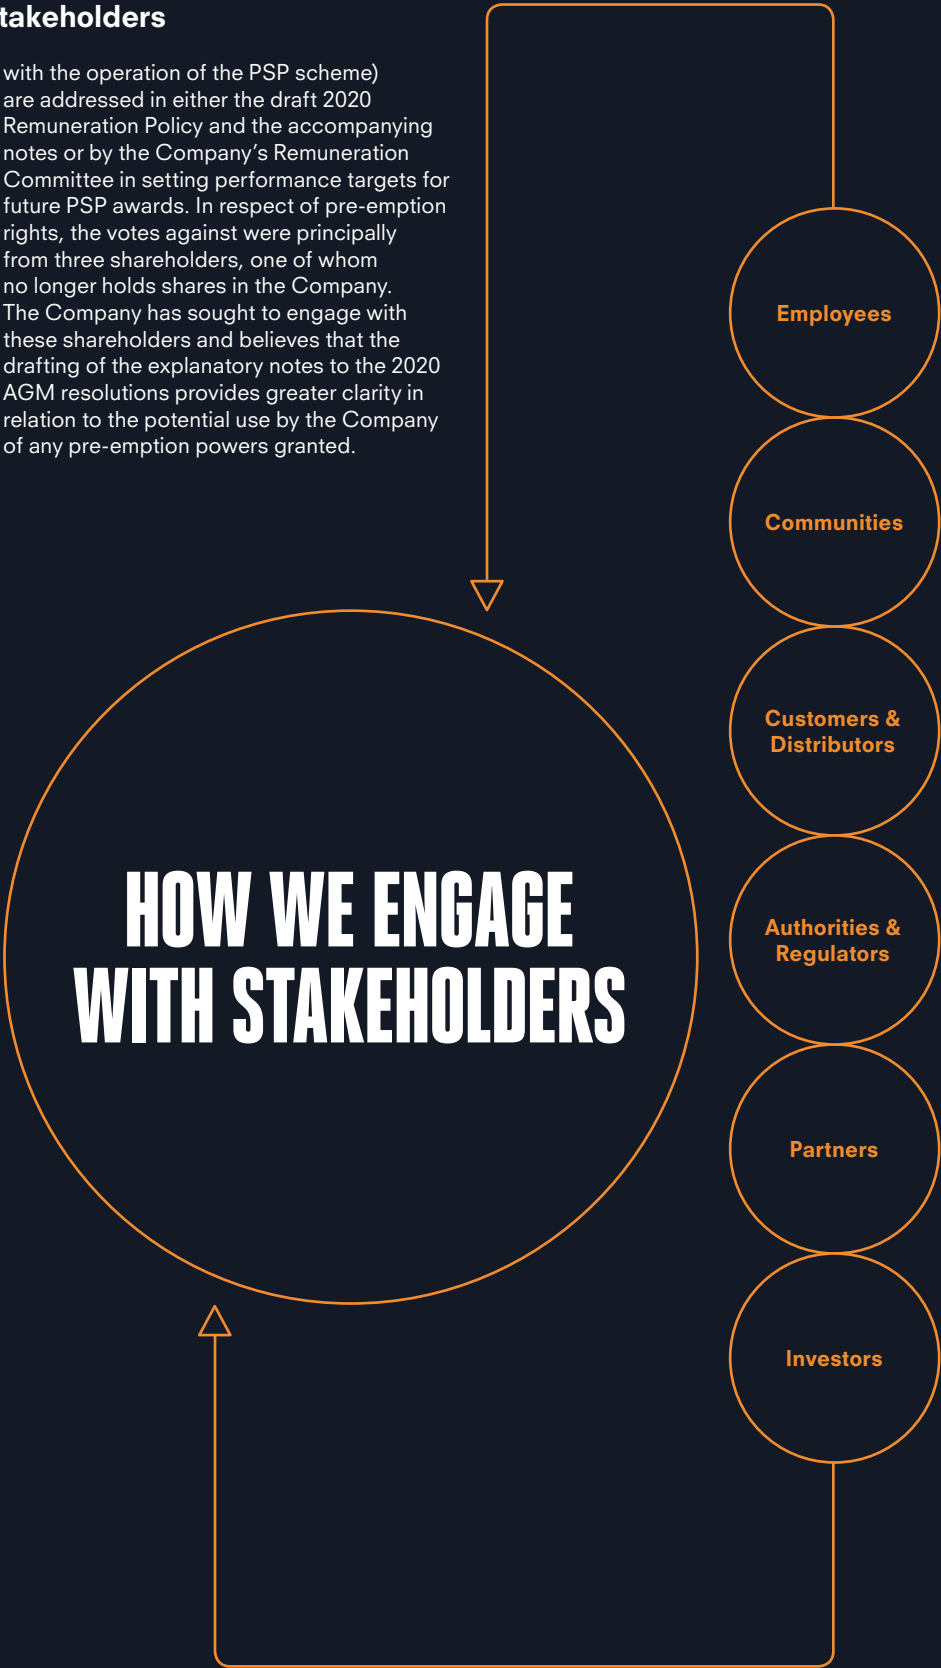 takeholders
with the operation of the PSP scheme)
are addressed in either the draft 2020
Remuneration Policy and the accompanying
notes or by the Company’s Remuneration
Committee in setting performance targets for
future PSP awards. In respect of pre-emption
rights, the votes against were principally
from three shareholders, one of whom
no longer holds shares in the Company.
The Company has sought to engage with
these shareholders and believes that the
drafting of the explanatory notes to the 2020
AGM resolutions provides greater clarity in
relation to the potential use by the Company
of any pre-emption powers granted.
HOW WE ENGAGE
WITH STAKEHOLDERS
Employees
Communities
Customers &
Distributors
Authorities &
Regulators
Partners
Investors